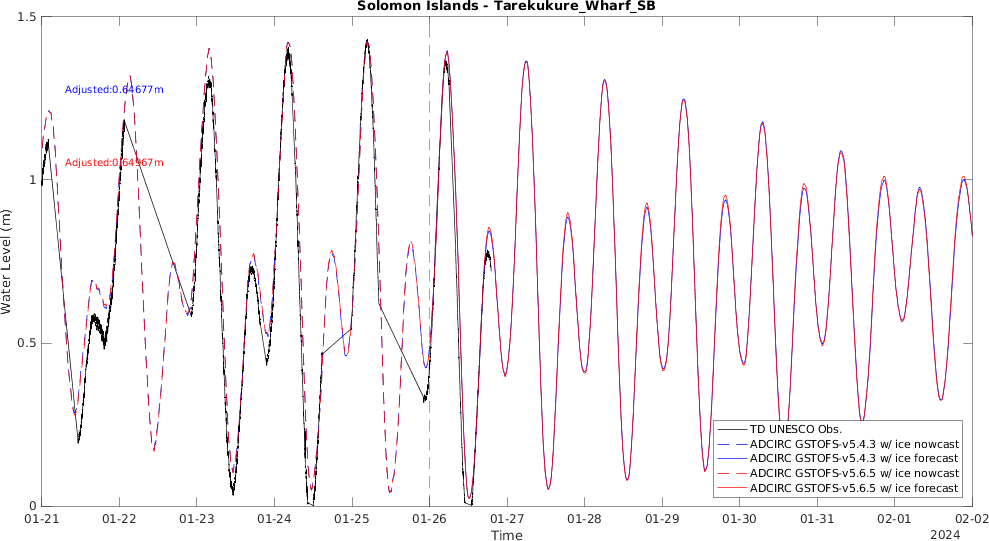 Solomon Islands - Tarekukure_Wharf_SB
1.5
Adjusted:0.64677m
Adjusted:0.64967m
1
Water Level (m)
0.5
TD UNESCO Obs.
ADCIRC GSTOFS-v5.4.3 w/ ice nowcast
ADCIRC GSTOFS-v5.4.3 w/ ice forecast
ADCIRC GSTOFS-v5.6.5 w/ ice nowcast
ADCIRC GSTOFS-v5.6.5 w/ ice forecast
0
01-21 01-22 01-23 01-24 01-25 01-26 01-27 01-28 01-29 01-30 01-31 02-01 02-02
Time
2024